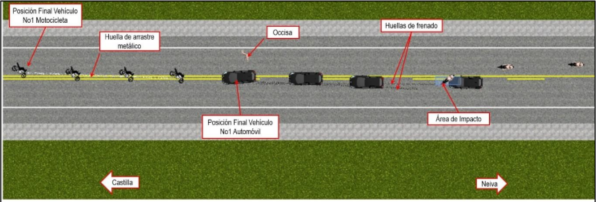 Posición Final Vehículo
No1 Motocicleta
Huella de arrastre
metálico
Occisa
Huellas de frenado
Posición Final Vehículo
No1 Automóvil
Área de Impacto
Castilla
Neiva